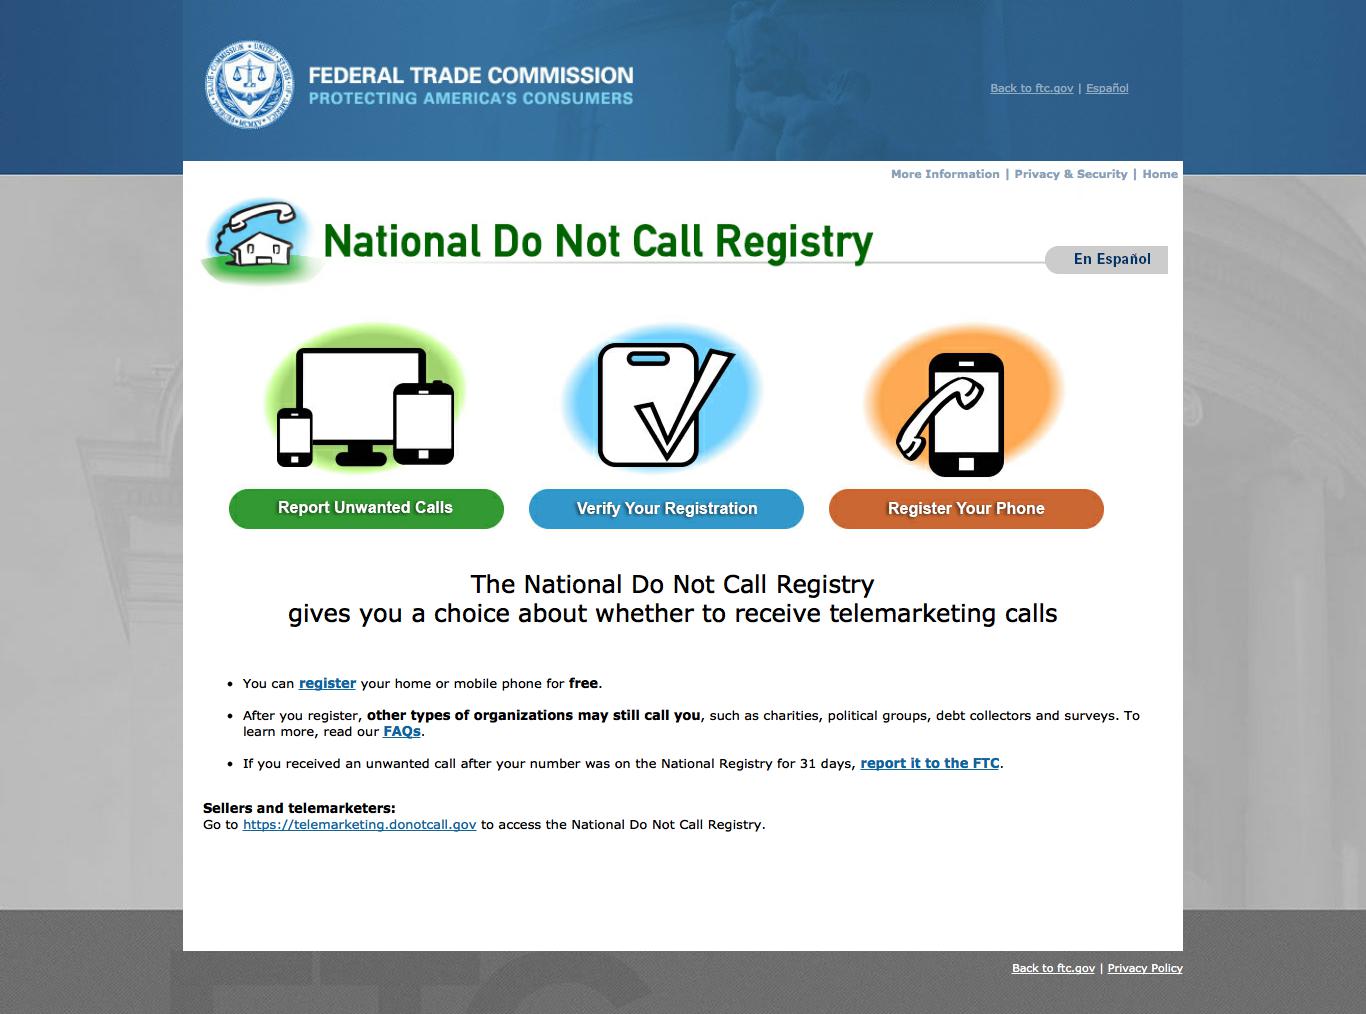 FEDERAL TRADE COMMISSION
PROTECTING AMERICA'S CONSUMERS
Back to ftc.gov | Español
More Information | Privacy & Security | Home
National Do Not Call Registry
En Español
Report Unwanted Calls
Verify Your Registration
Register Your Phone
The National Do Not Call Registry
gives you a choice about whether to receive telemarketing calls
• You can register your home or mobile phone for free.
• After you register, other types of organizations may still call you, such as charities, political groups, debt collectors and surveys. To
learn more, read our FAQs.
• If you received an unwanted call after your number was on the National Registry for 31 days, report it to the FTC.
Sellers and telemarketers:
Go to https://telemarketing.donotcall.gov to access the National Do Not Call Registry.
Back to ftc.gov | Privacy Policy
FTC